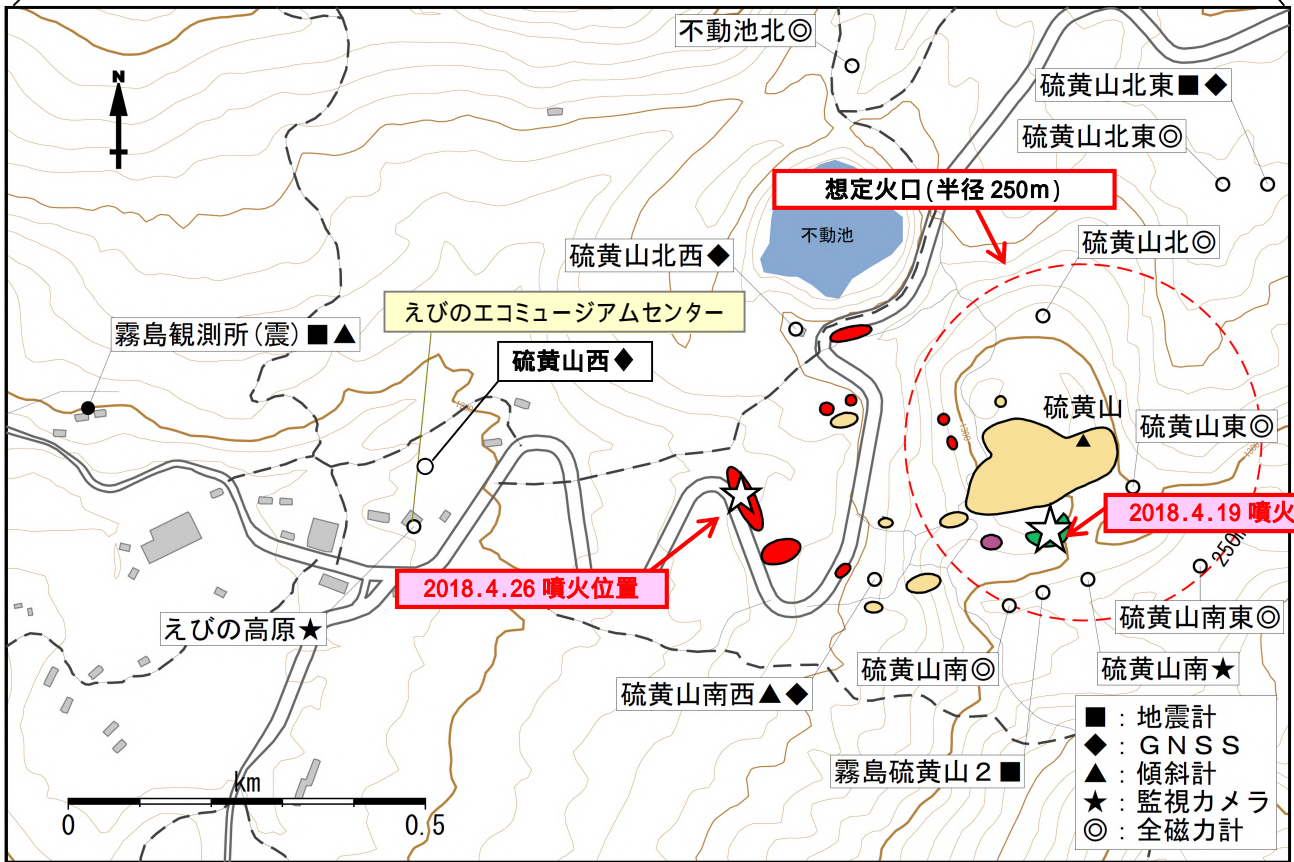 不動池北◎
N
硫黄山北東■◆
硫黄山北東◎
想定火口(半径 250m)
不動池
硫黄山北◎
硫黄山北西◆
えびのエコミュージアムセンター
霧島観測所(震)■▲
硫黄山西◆
硫黄山
硫黄山東◎
1300
1300
1300
2018.4.19 噴火
250m
2018.4.26 噴火位置
硫黄山南東◎
えびの高原★
硫黄山南◎
硫黄山南★
硫黄山南西▲◆
霧島硫黄山2■
■：地震計
◆：GNSS
▲：傾斜計
★：監視カメラ
◎：全磁力計
km
0
0.5